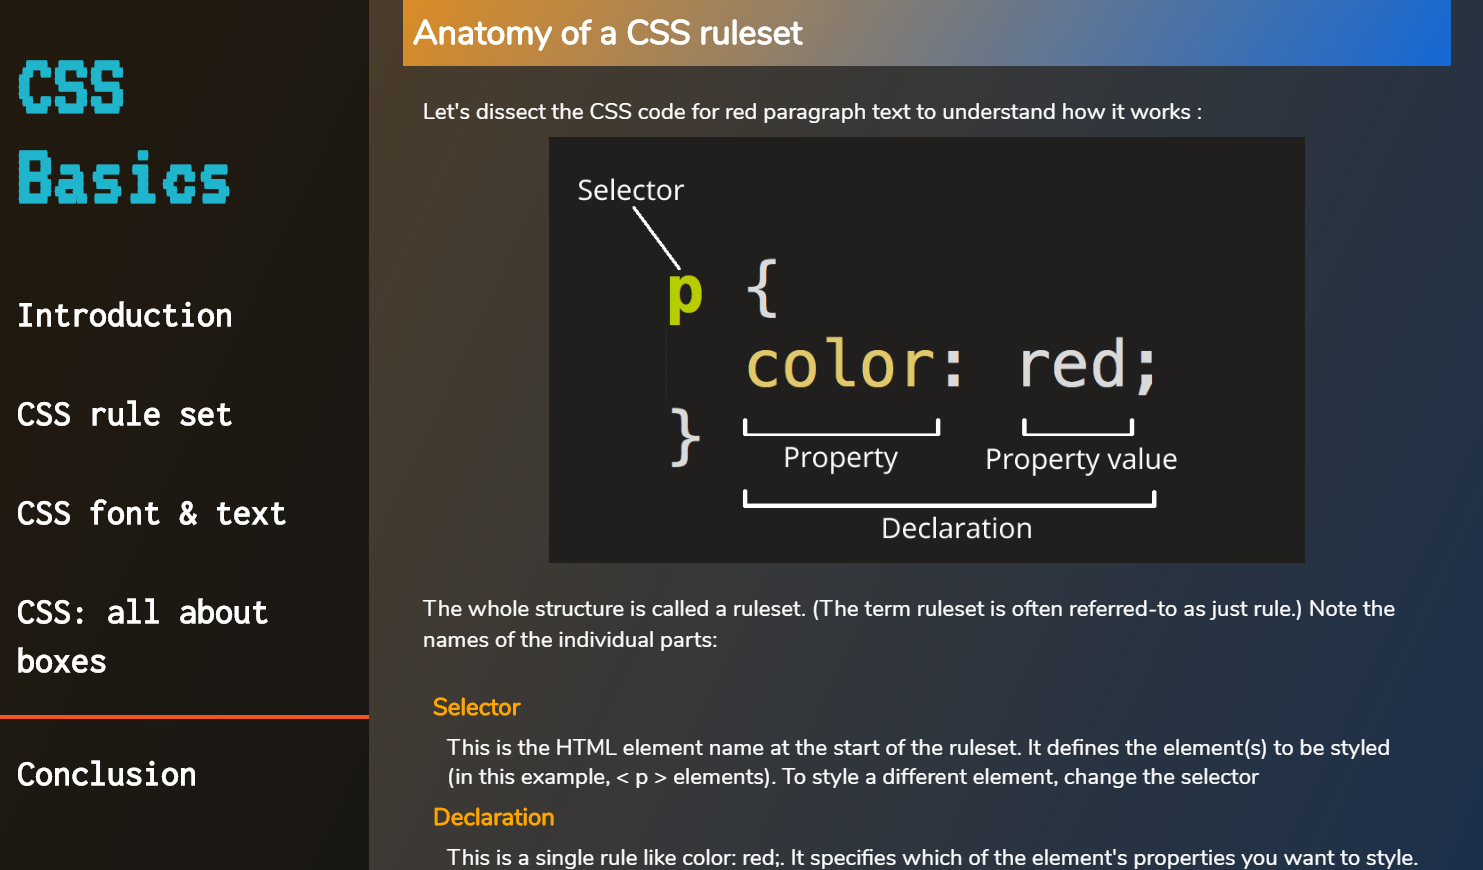 CSS
Basics
Introduction
CSS rule set
CSS font & text
CSS: all about
boxes
Conclusion
Anatomy of a CSS ruleset
Let's dissect the CSS code for red paragraph text to understand how it works :
Selector
p {
color: red;
}
Property
Property value
Declaration
The whole structure is called a ruleset. (The term ruleset is often referred-to as just rule.) Note the
names of the individual parts:
Selector
This is the HTML element name at the start of the ruleset. It defines the element(s) to be styled
(in this example, < p > elements). To style a different element, change the selector
Declaration
This is a single rule like color: red;. It specifies which of the element's properties you want to style.